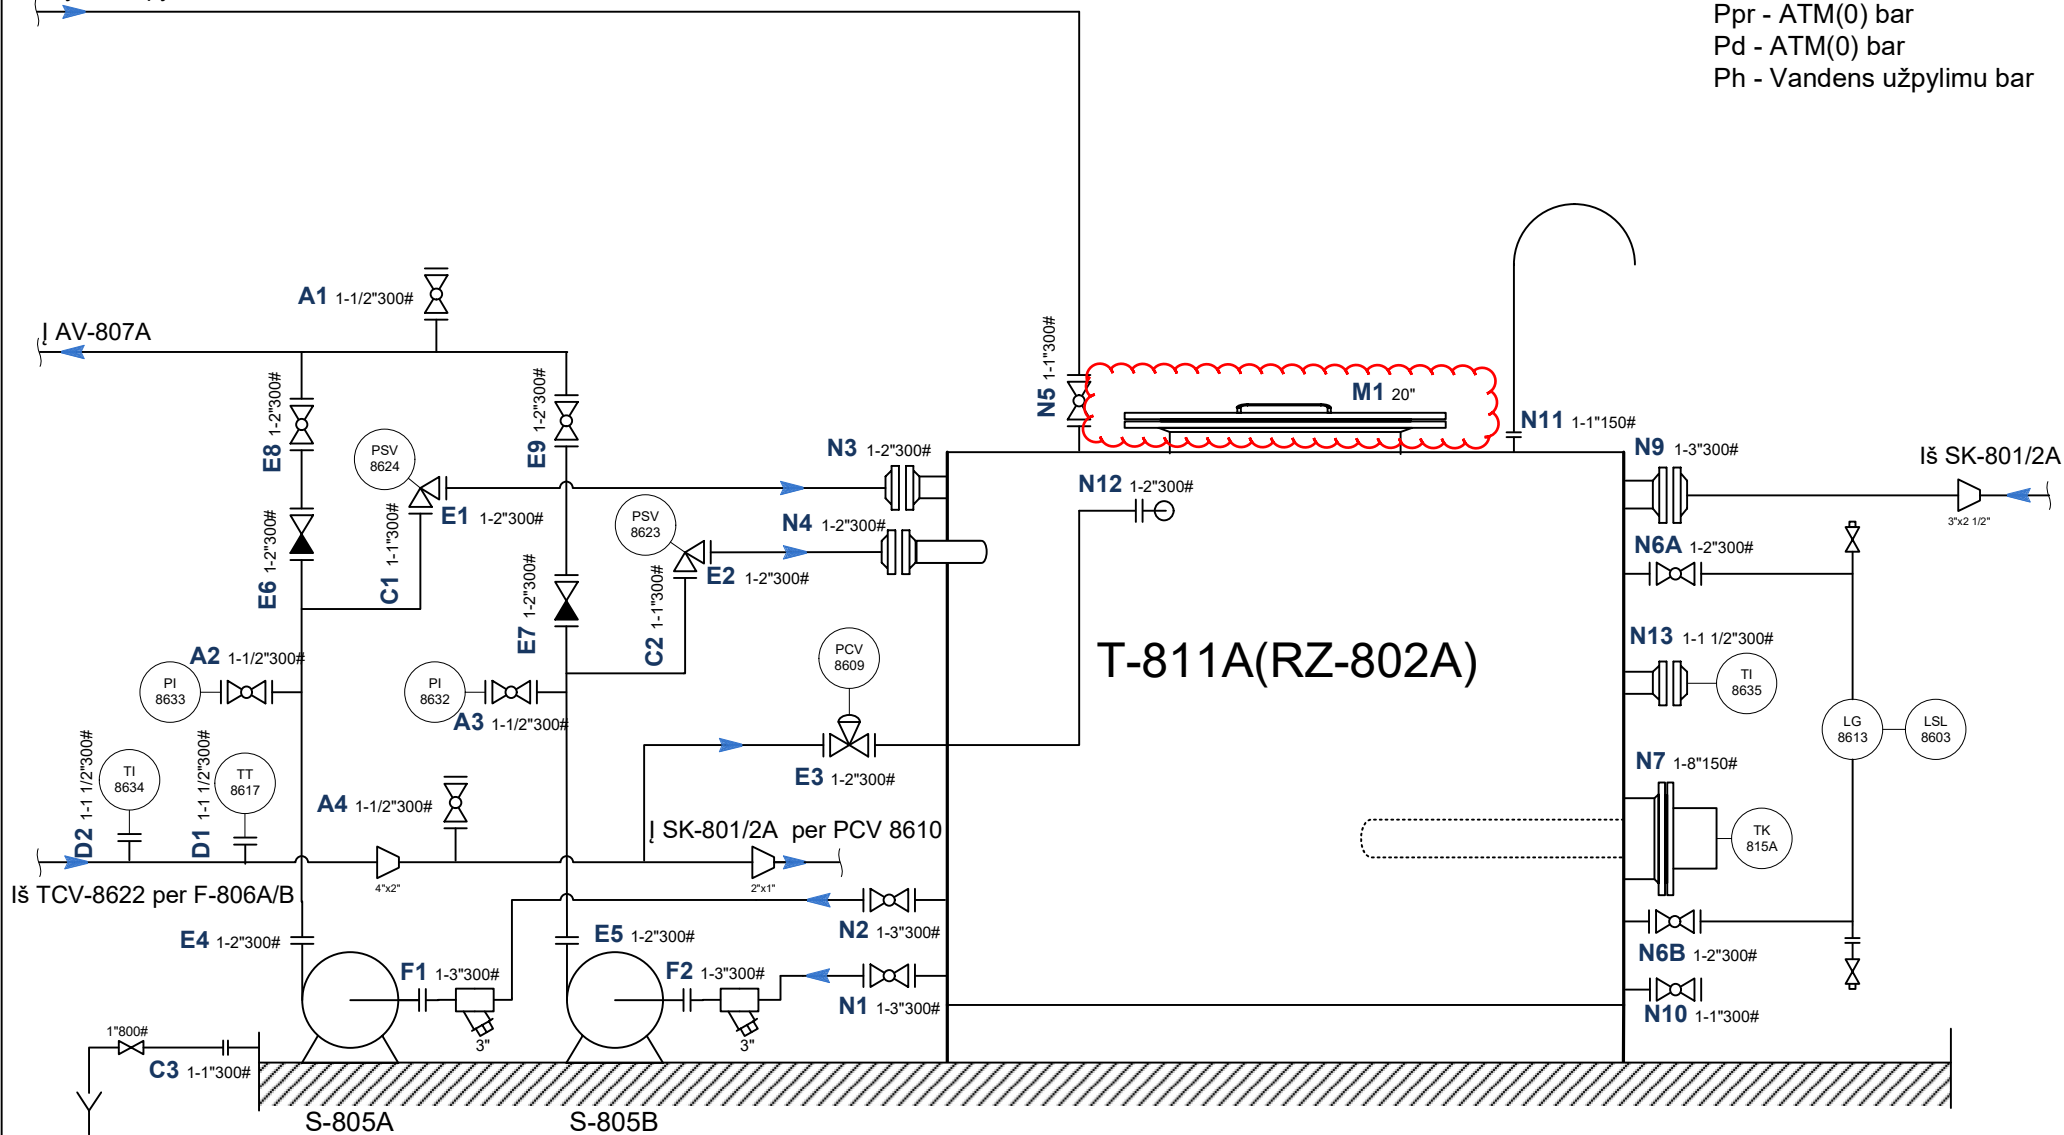 Ppr - ATM(0) bar
Pd - ATM(0) bar
Ph - Vandens užpylimu bar
A1 1-1/2"300#
Į AV-807A
E8 1-2"300#
E9 1-2"300#
N5 1-1"300#
M1 20"
N11 1-1"150#
PSV
8624
N3 1-2"300#
N9 1-3"300#
Iš SK-801/2A
3"x2 1/2"
E1 1-2"300#
C1 1-1"300#
E6 1-2"300#
PSV
8623
N4 1-2"300#
N12 1-2"300#
N6A 1-2"300#
E2 1-2"300#
E7 1-2"300#
C2 1-1"300#
A2 1-1/2"300#
PI
8633
PI
8632
A3 1-1/2"300#
PCV
8609
T-811A(RZ-802A)
N13 1-1 1/2"300#
TI
8635
LG
8613
LSL
8603
D2 1-1 1/2"300#
TI
8634
D1 1-1 1/2"300#
TT
8617
A4 1-1/2"300#
E3 1-2"300#
N7 1-8"150#
TK
815A
Į SK-801/2A per PCV 8610
4"x2"
2"x1"
Iš TCV-8622 per F-806A/B
E4 1-2"300#
E5 1-2"300#
N2 1-3"300#
N6B 1-2"300#
F1 1-3"300#
F2 1-3"300#
N1 1-3"300#
N10 1-1"300#
3"
3"
1"800#
C3 1-1"300#
S-805A
S-805B